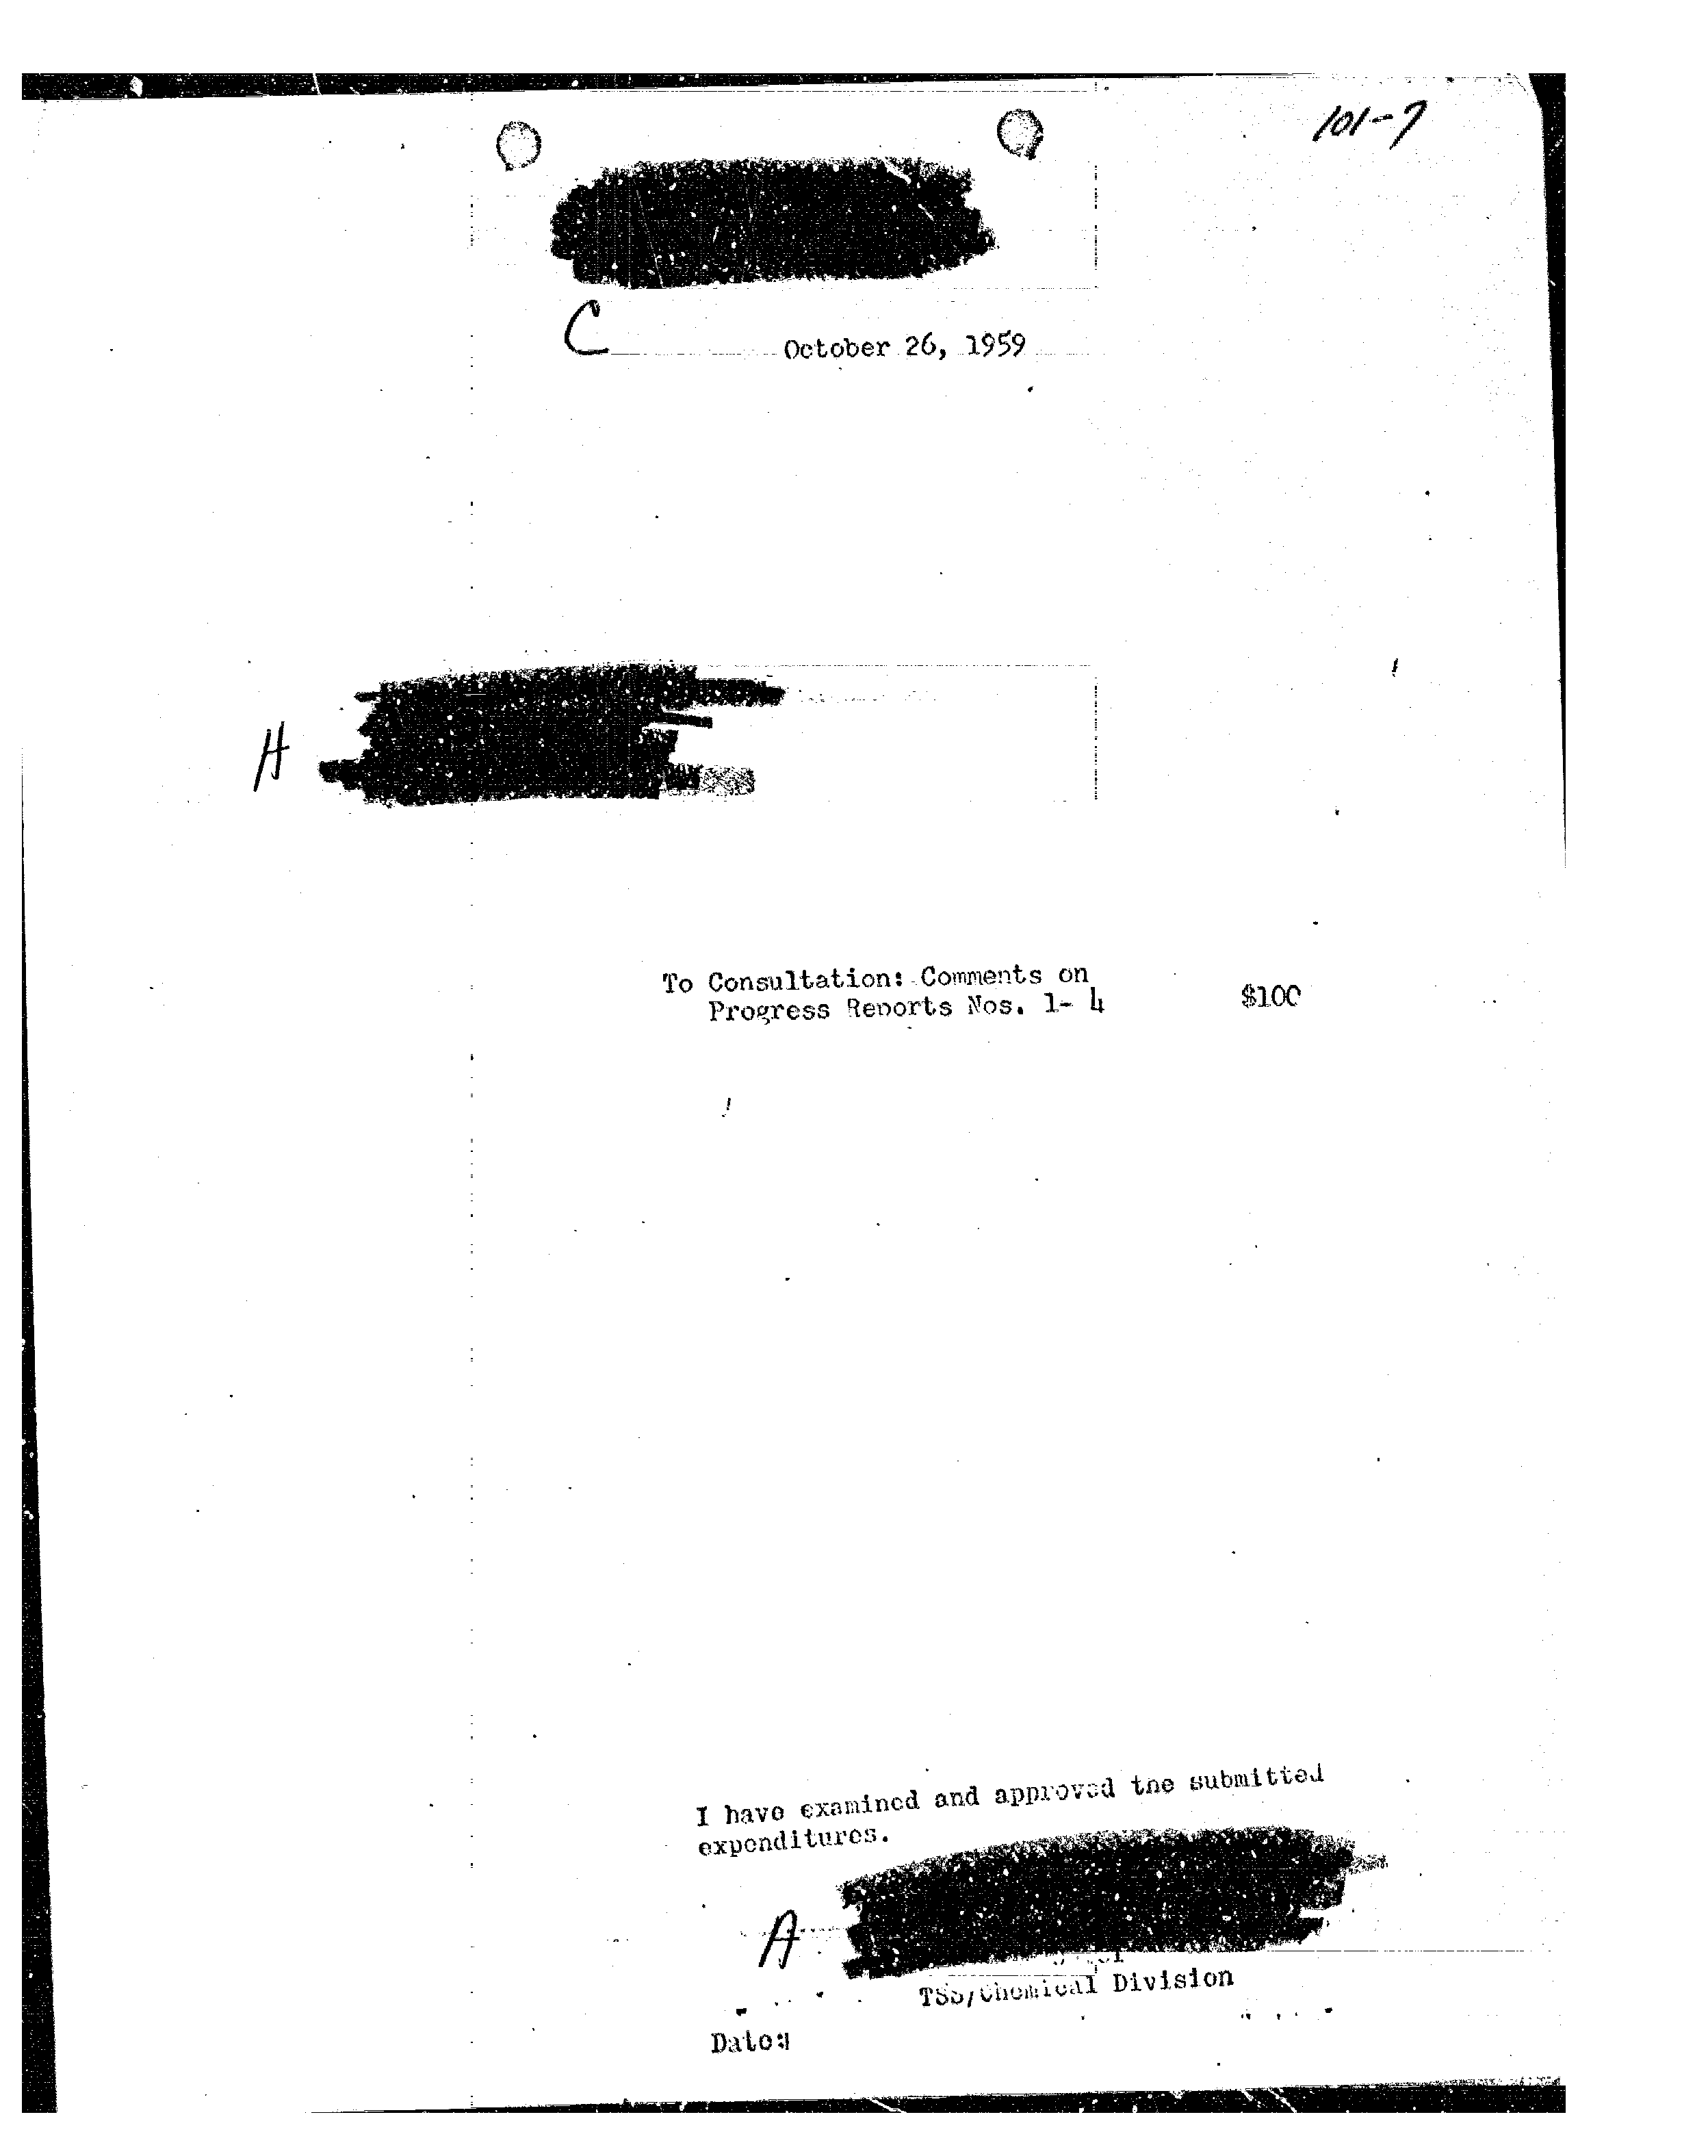 101-7
C
October 26, 1959
H
To Consultation: Comments on
Progress Reports Nos. 1- 4 $100
I have examined and approved the submitted
expenditures.
A
TSS/Chemical Division
Date: